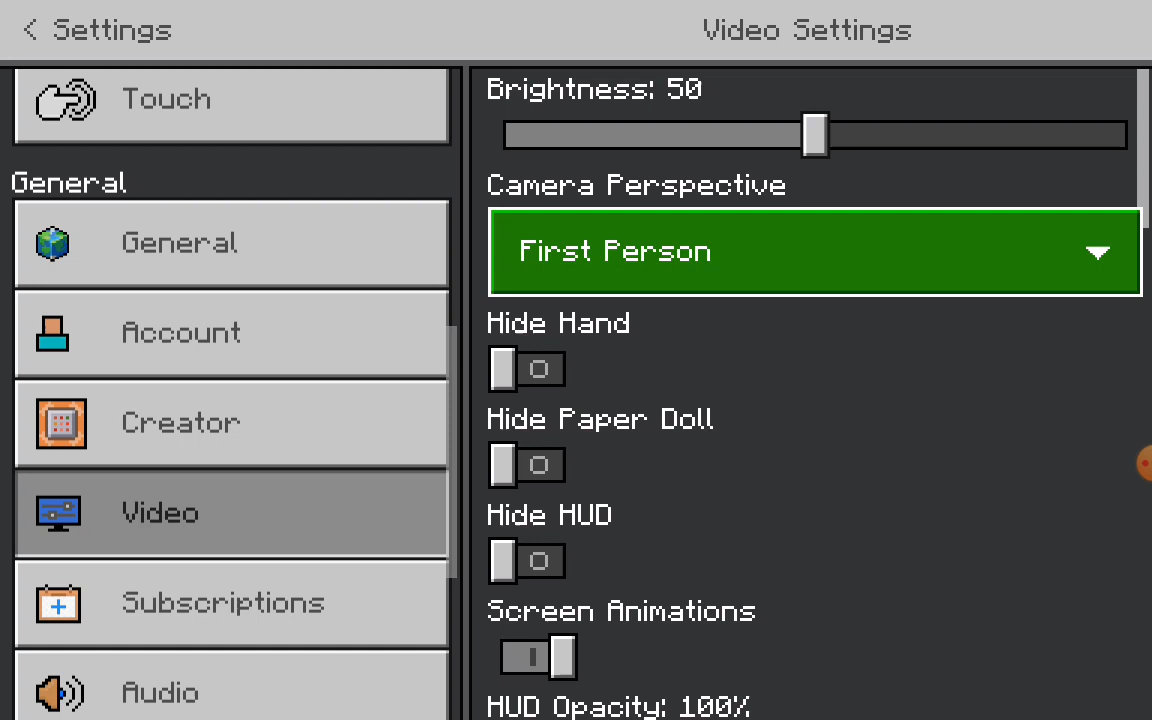 Settings
Video Settings
Touch
General
General
Account
Creator
Video
Subscriptions
Audio
Brightness: 50
Camera Perspective
First Person
Hide Hand
Hide Paper Doll
Hide HUD
Screen Animations
HUD Opacity: 100%